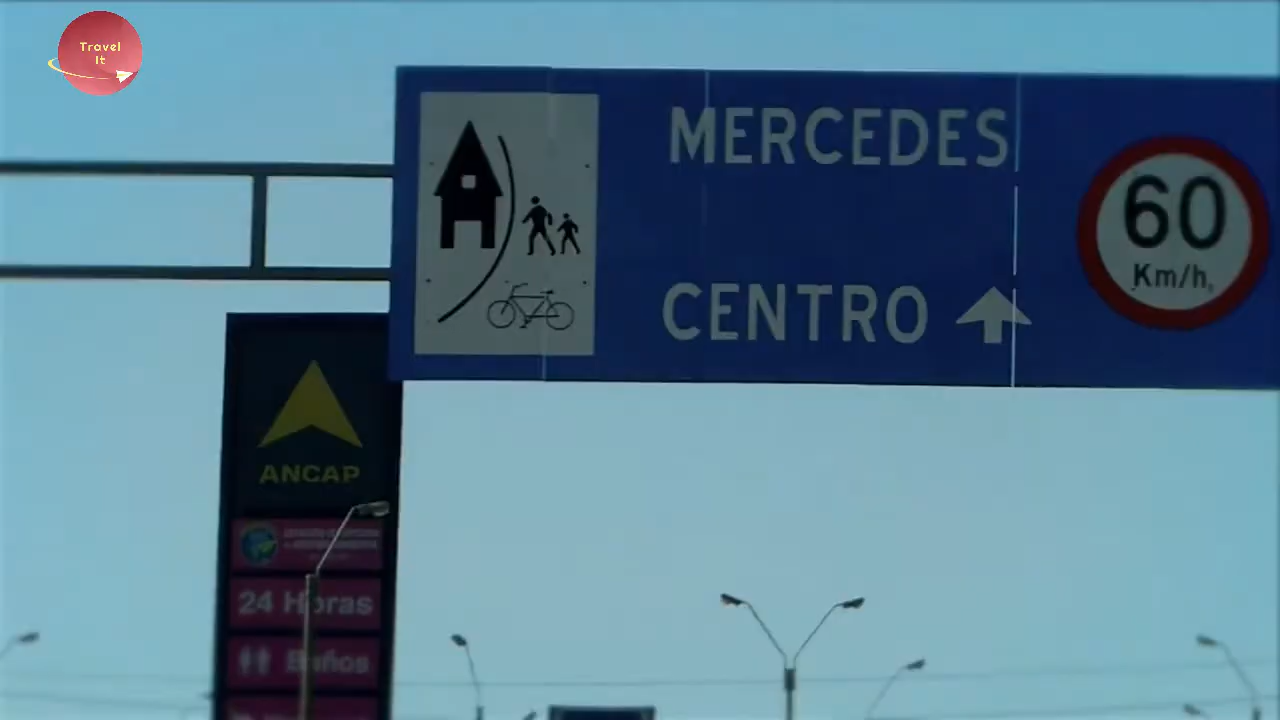 Travel
It
MERCEDES
CENTRO
60
Km/h
ANCAP
24 Horas
Baños